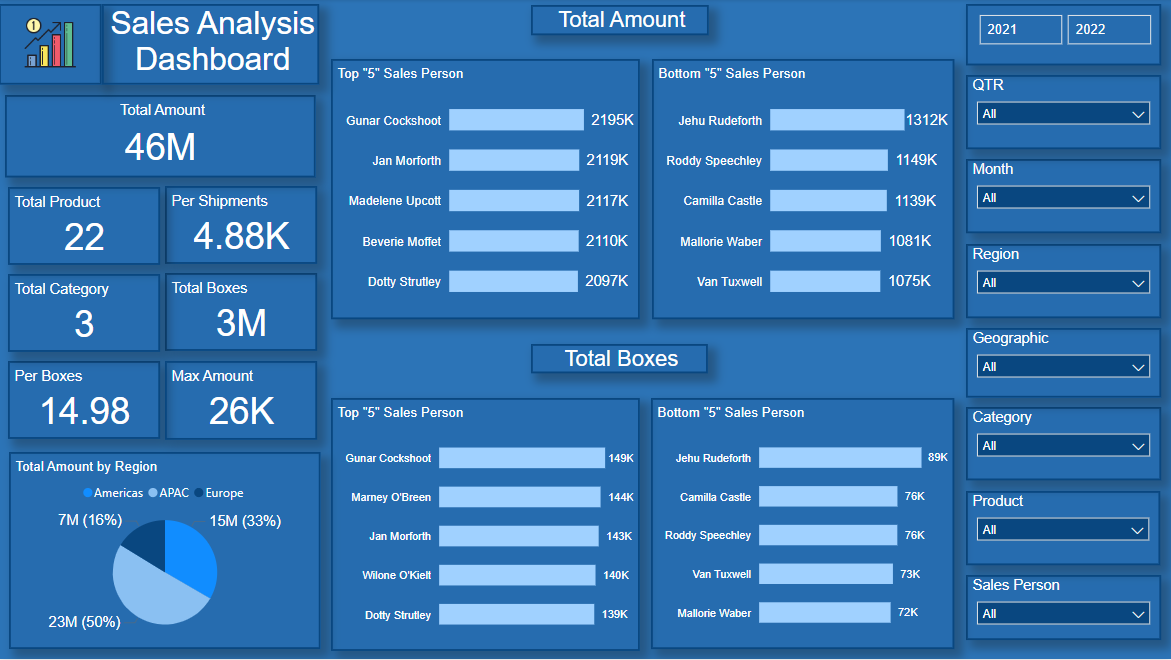 1
Sales Analysis
Dashboard
Total Amount
46M
Total Product
22
Per Shipments
4.88K
Total Category
3
Total Boxes
3M
Per Boxes
14.98
Max Amount
26K
Total Amount by Region
Americas APAC Europe
7M (16%)
15M (33%)
23M (50%)
Total Amount
Top "5" Sales Person
Gunar Cockshoot 2195K
Jan Morforth 2119K
Madelene Upcott 2117K
Beverie Moffet 2110K
Dotty Strutley 2097K
Bottom "5" Sales Person
Jehu Rudeforth 1312K
Roddy Speechley 1149K
Camilla Castle 1139K
Mallorie Waber 1081K
Van Tuxwell 1075K
Total Boxes
Top "5" Sales Person
Gunar Cockshoot 149K
Marney O'Breen 144K
Jan Morforth 143K
Wilone O'Kielt 140K
Dotty Strutley 139K
Bottom "5" Sales Person
Jehu Rudeforth 89K
Camilla Castle 76K
Roddy Speechley 76K
Van Tuxwell 73K
Mallorie Waber 72K
2021 2022
QTR
All
Month
All
Region
All
Geographic
All
Category
All
Product
All
Sales Person
All